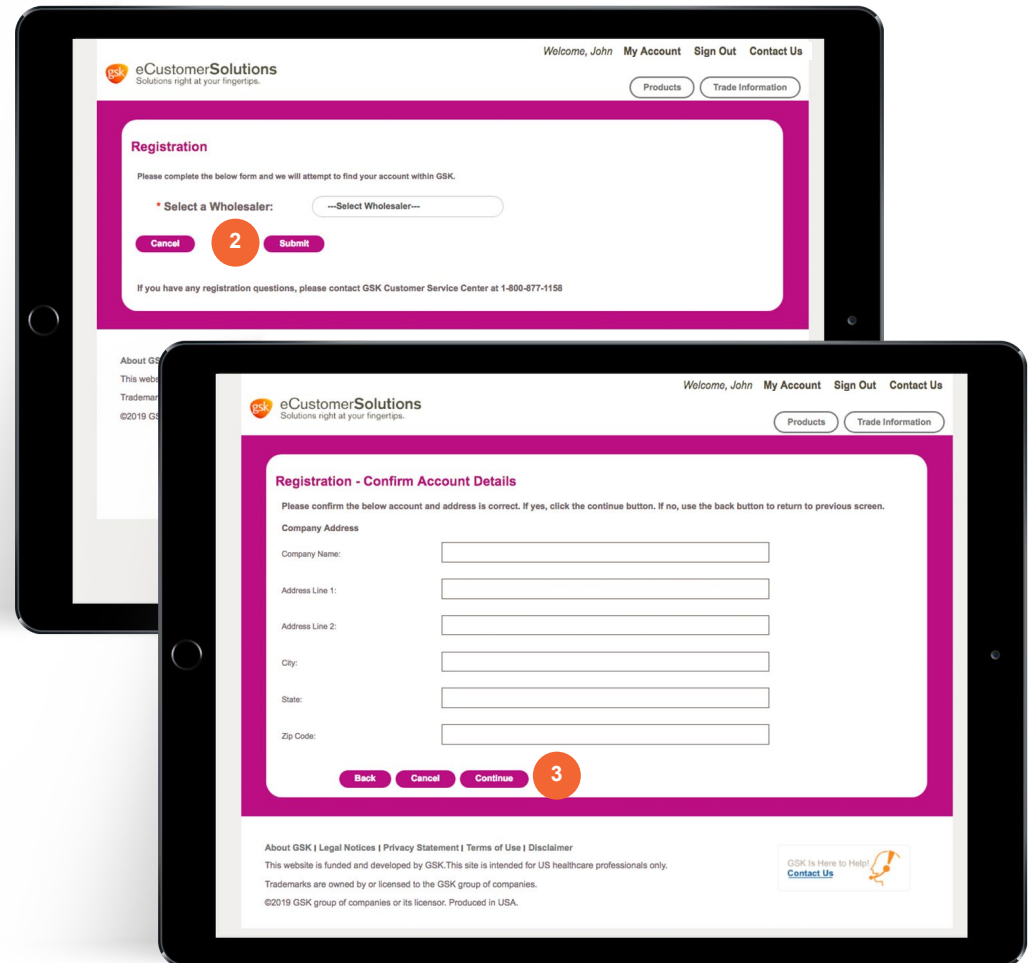 Welcome, John My Account Sign Out Contact Us
gsk eCustomerSolutions
Solutions right at your fingertips.
Products Trade Information
Registration
Please complete the below form and we will attempt to find your account within GSK.
* Select a Wholesaler: ---Select Wholesaler---
Cancel 2 Submit
If you have any registration questions, please contact GSK Customer Service Center at 1-800-877-1158
About
This
©2019
Welcome, John My Account Sign Out Contact Us
gsk eCustomerSolutions
Solutions right at your fingertips.
Products Trade Information
Registration - Confirm Account Details
Please confirm the below account and address is correct. If yes, click the continue button. If no, use the back button to return to previous screen.
Company Address
Company Name:
Address Line 1:
Address Line 2:
City:
State:
Zip Code:
Back Cancel Continue 3
About GSK | Legal Notices | Privacy Statement | Terms of Use | Disclaimer
This website is funded and developed by GSK.This site is intended for US healthcare professionals only.
Trademarks are owned by or licensed to the GSK group of companies.
©2019 GSK group of companies or its licensor. Produced in USA.
GSK Is Here to Help!
Contact Us